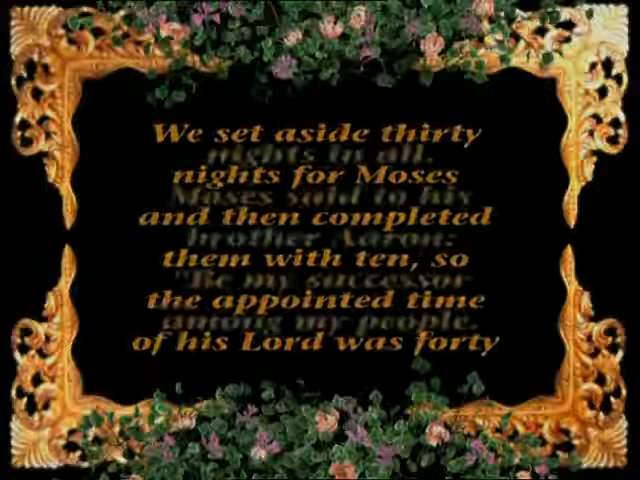 We set aside thirty
nights in all.
nights for Moses
Moses said to his
and then completed
brother Aaron:
them with ten, so
"Be my successor
the appointed time
among my people.
of his Lord was forty